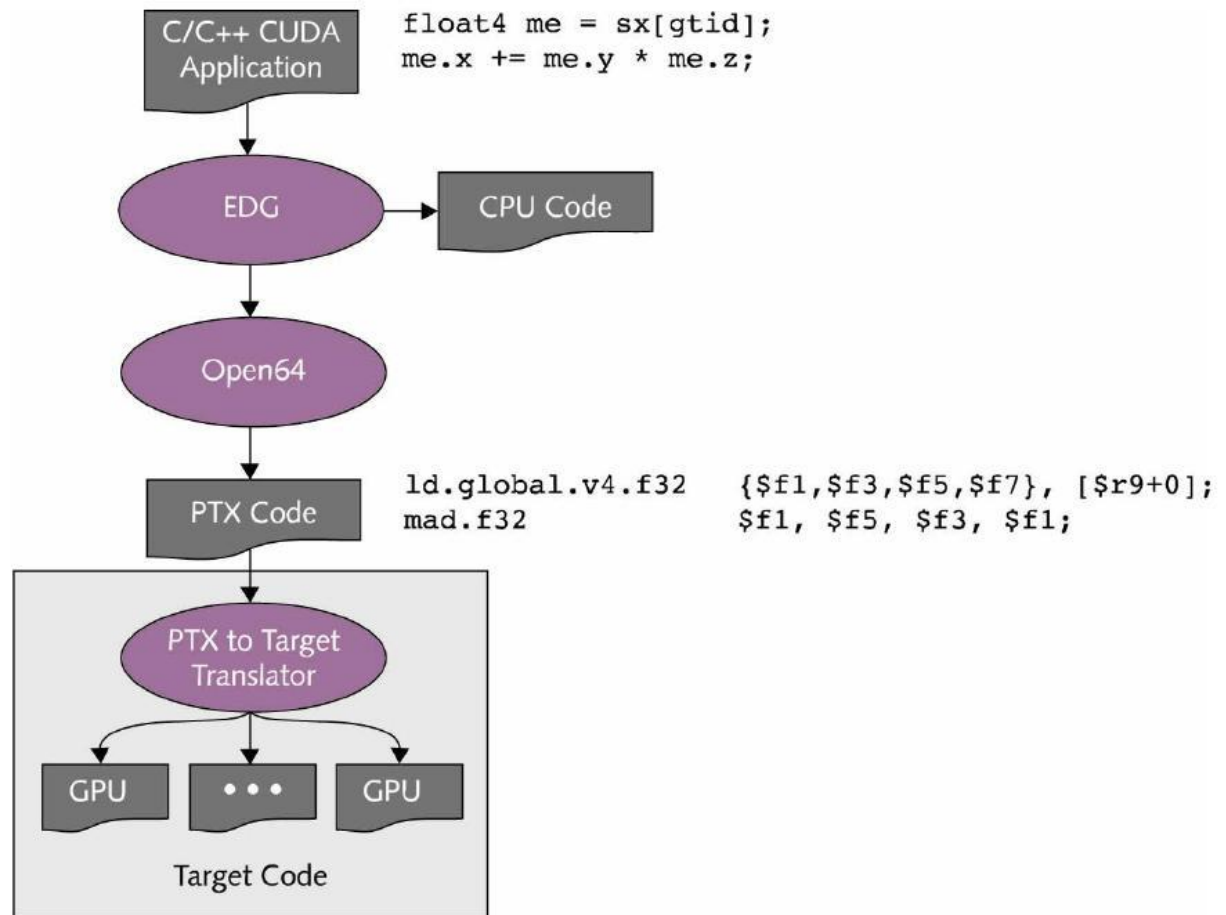 C/C++ CUDA
Application
float4 me = sx[gtid];
me.x += me.y * me.z;
EDG
CPU Code
Open64
PTX Code
ld.global.v4.f32 {$f1,$f3,$f5,$f7}, [$r9+0];
mad.f32 $f1, $f5, $f3, $f1;
PTX to Target
Translator
GPU
•••
GPU
Target Code